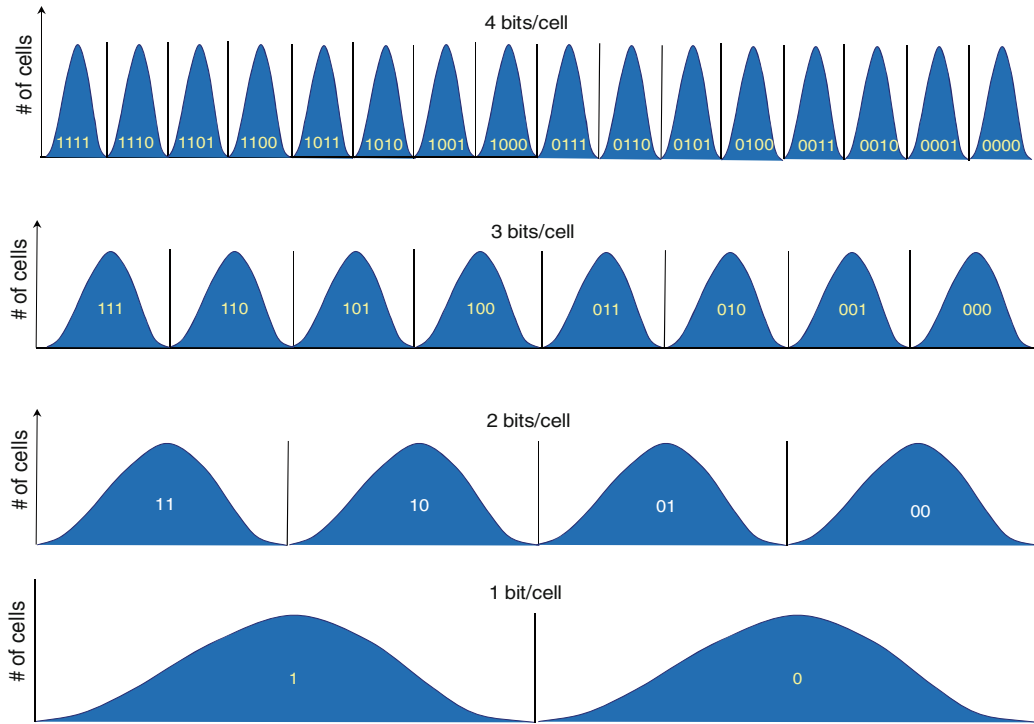 4 bits/cell
# of cells
1111 1110 1101 1100 1011 1010 1001 1000 0111 0110 0101 0100 0011 0010 0001 0000
3 bits/cell
# of cells
111 110 101 100 011 010 001 000
2 bits/cell
# of cells
11 10 01 00
1 bit/cell
# of cells
1 0